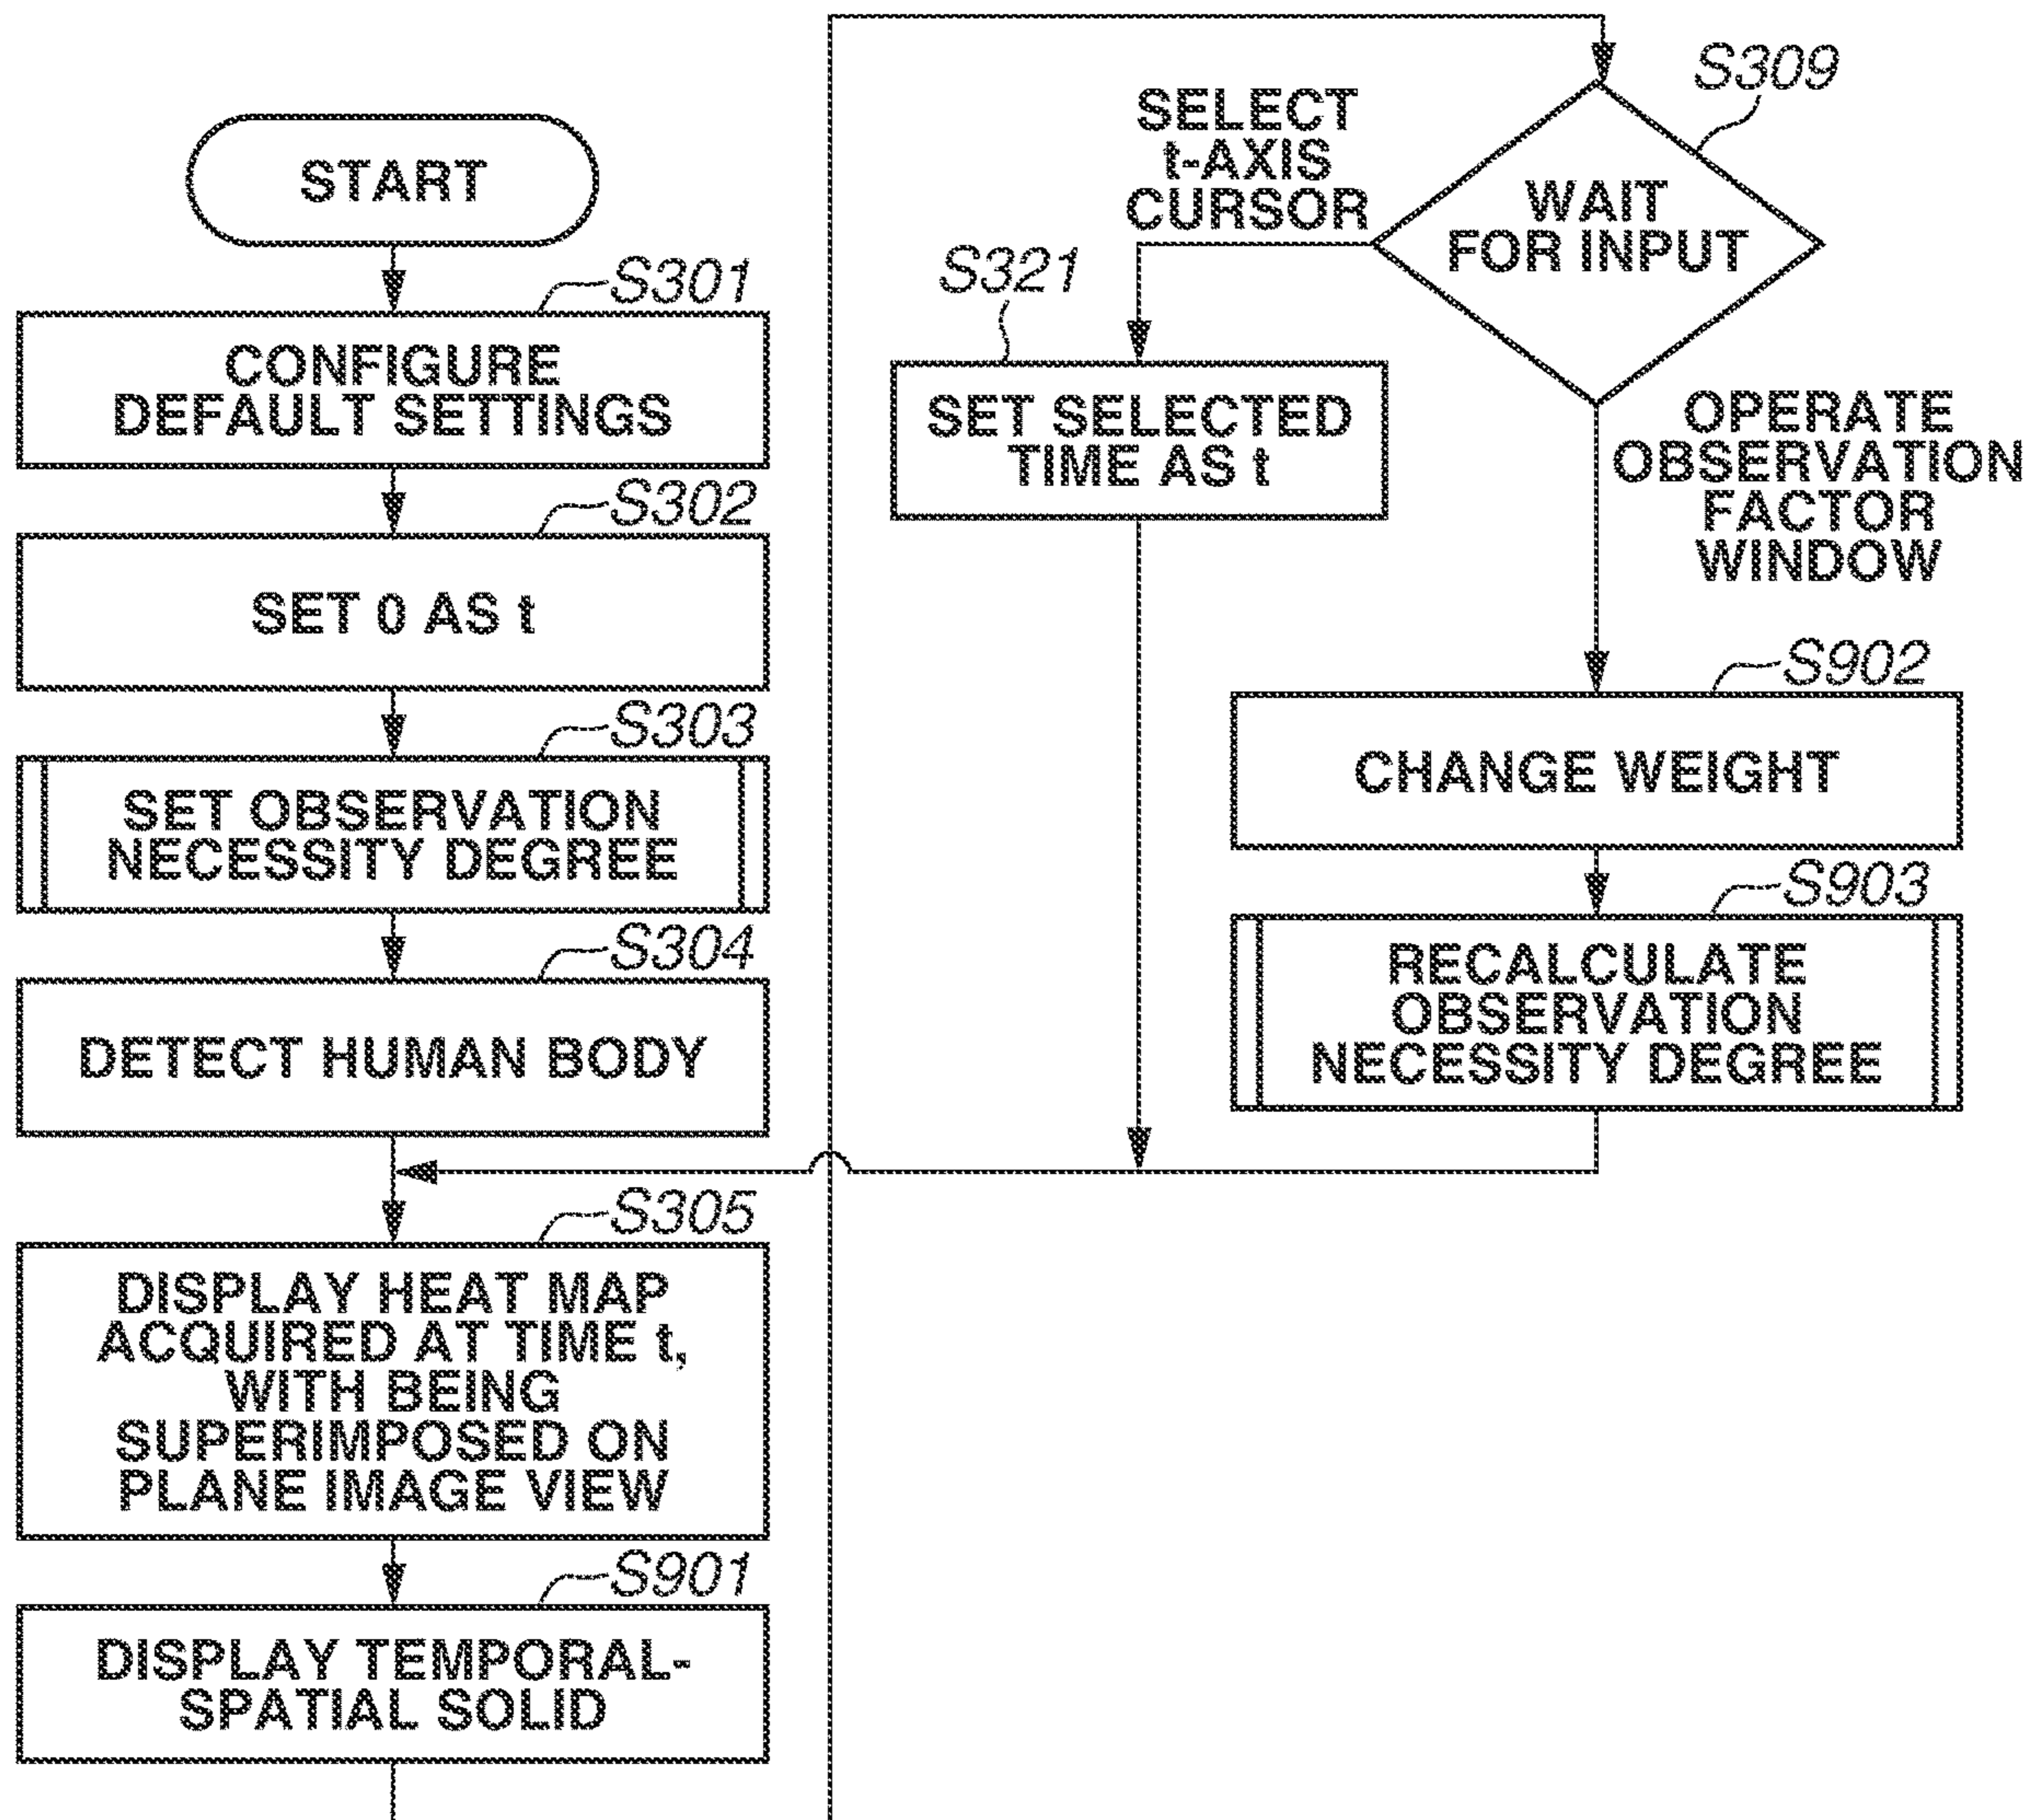 START
S301
CONFIGURE
DEFAULT SETTINGS
S302
SET 0 AS t
S303
SET OBSERVATION
NECESSITY DEGREE
S304
DETECT HUMAN BODY
S305
DISPLAY HEAT MAP
ACQUIRED AT TIME t,
WITH BEING
SUPERIMPOSED ON
PLANE IMAGE VIEW
S901
DISPLAY TEMPORAL-
SPATIAL SOLID
S309
WAIT
FOR INPUT
SELECT
t-AXIS
CURSOR
S321
SET SELECTED
TIME AS t
OPERATE
OBSERVATION
FACTOR
WINDOW
S902
CHANGE WEIGHT
S903
RECALCULATE
OBSERVATION
NECESSITY DEGREE